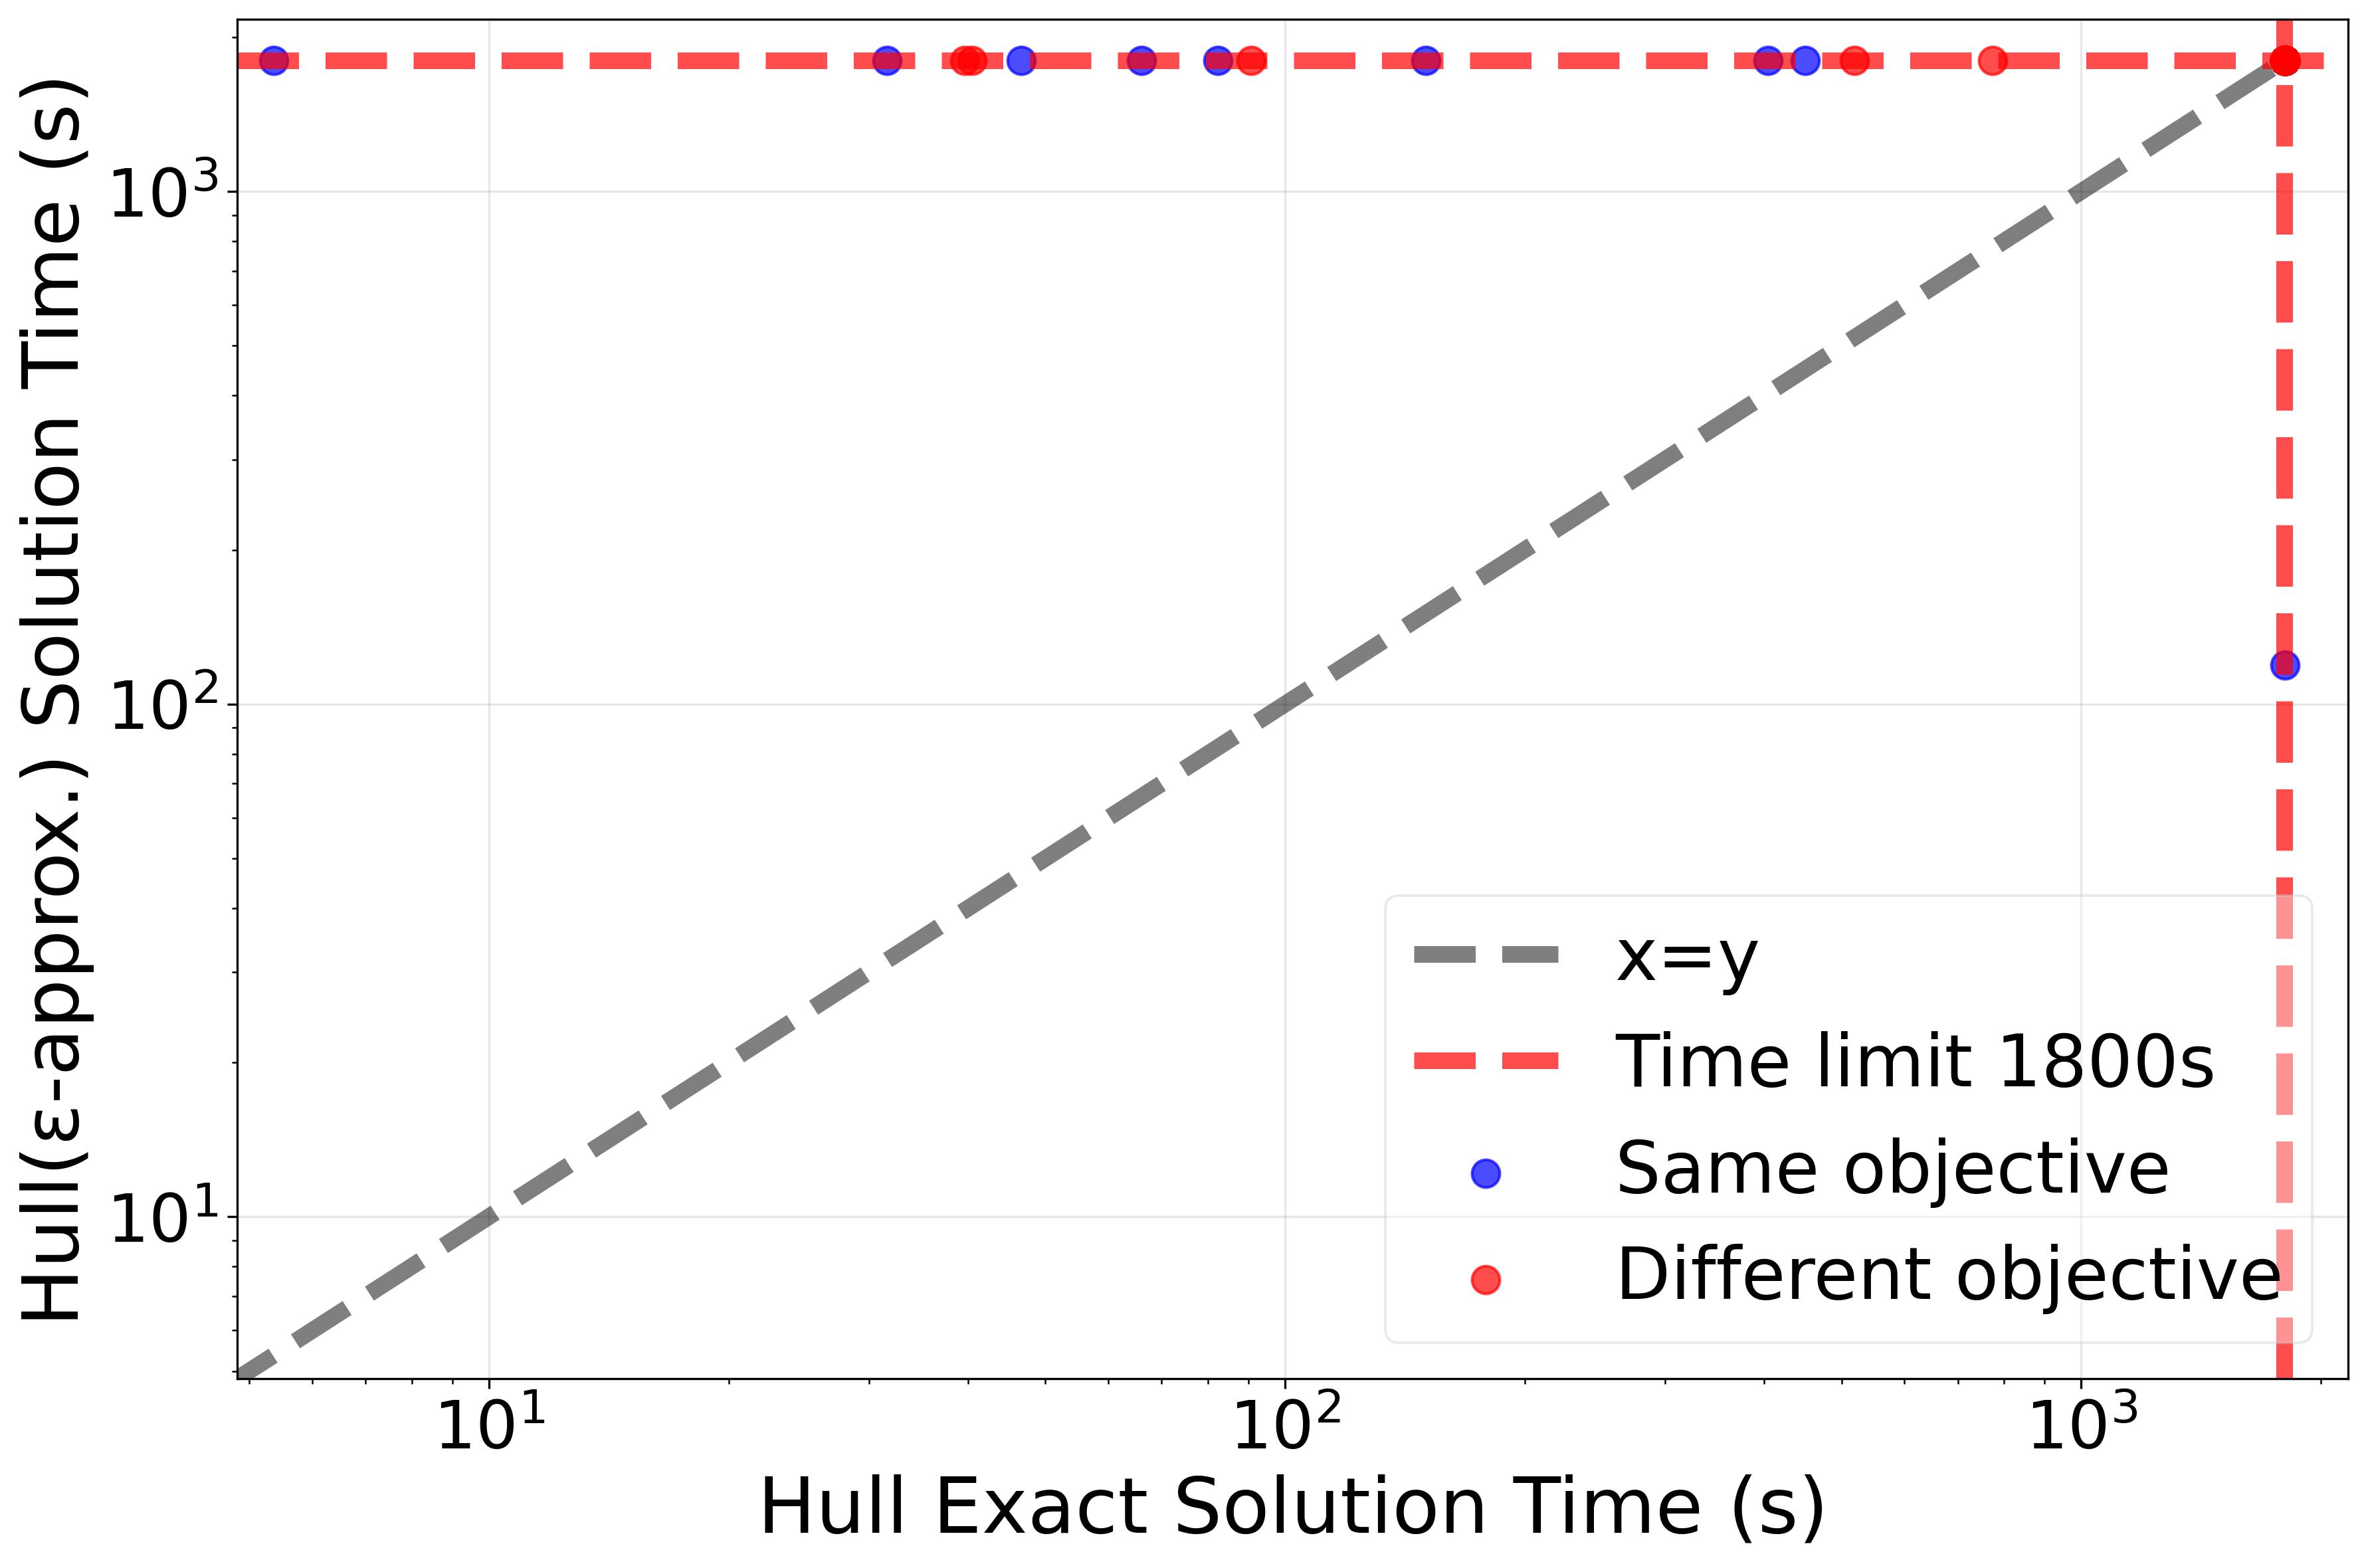 Hull(ε-approx.) Solution Time (s)
10³
10²
10¹
x=y
Time limit 1800s
Same objective
Different objective
10¹ 10² 10³
Hull Exact Solution Time (s)